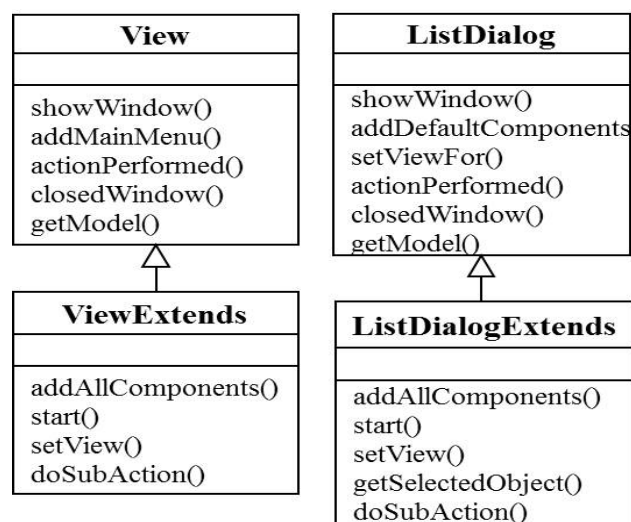 View
showWindow()
addMainMenu()
actionPerformed()
closedWindow()
getModel()
ViewExtends
addAllComponents()
start()
setView()
doSubAction()
ListDialog
showWindow()
addDefaultComponents
setViewFor()
actionPerformed()
closedWindow()
getModel()
ListDialogExtends
addAllComponents()
start()
setView()
getSelectedObject()
doSubAction()